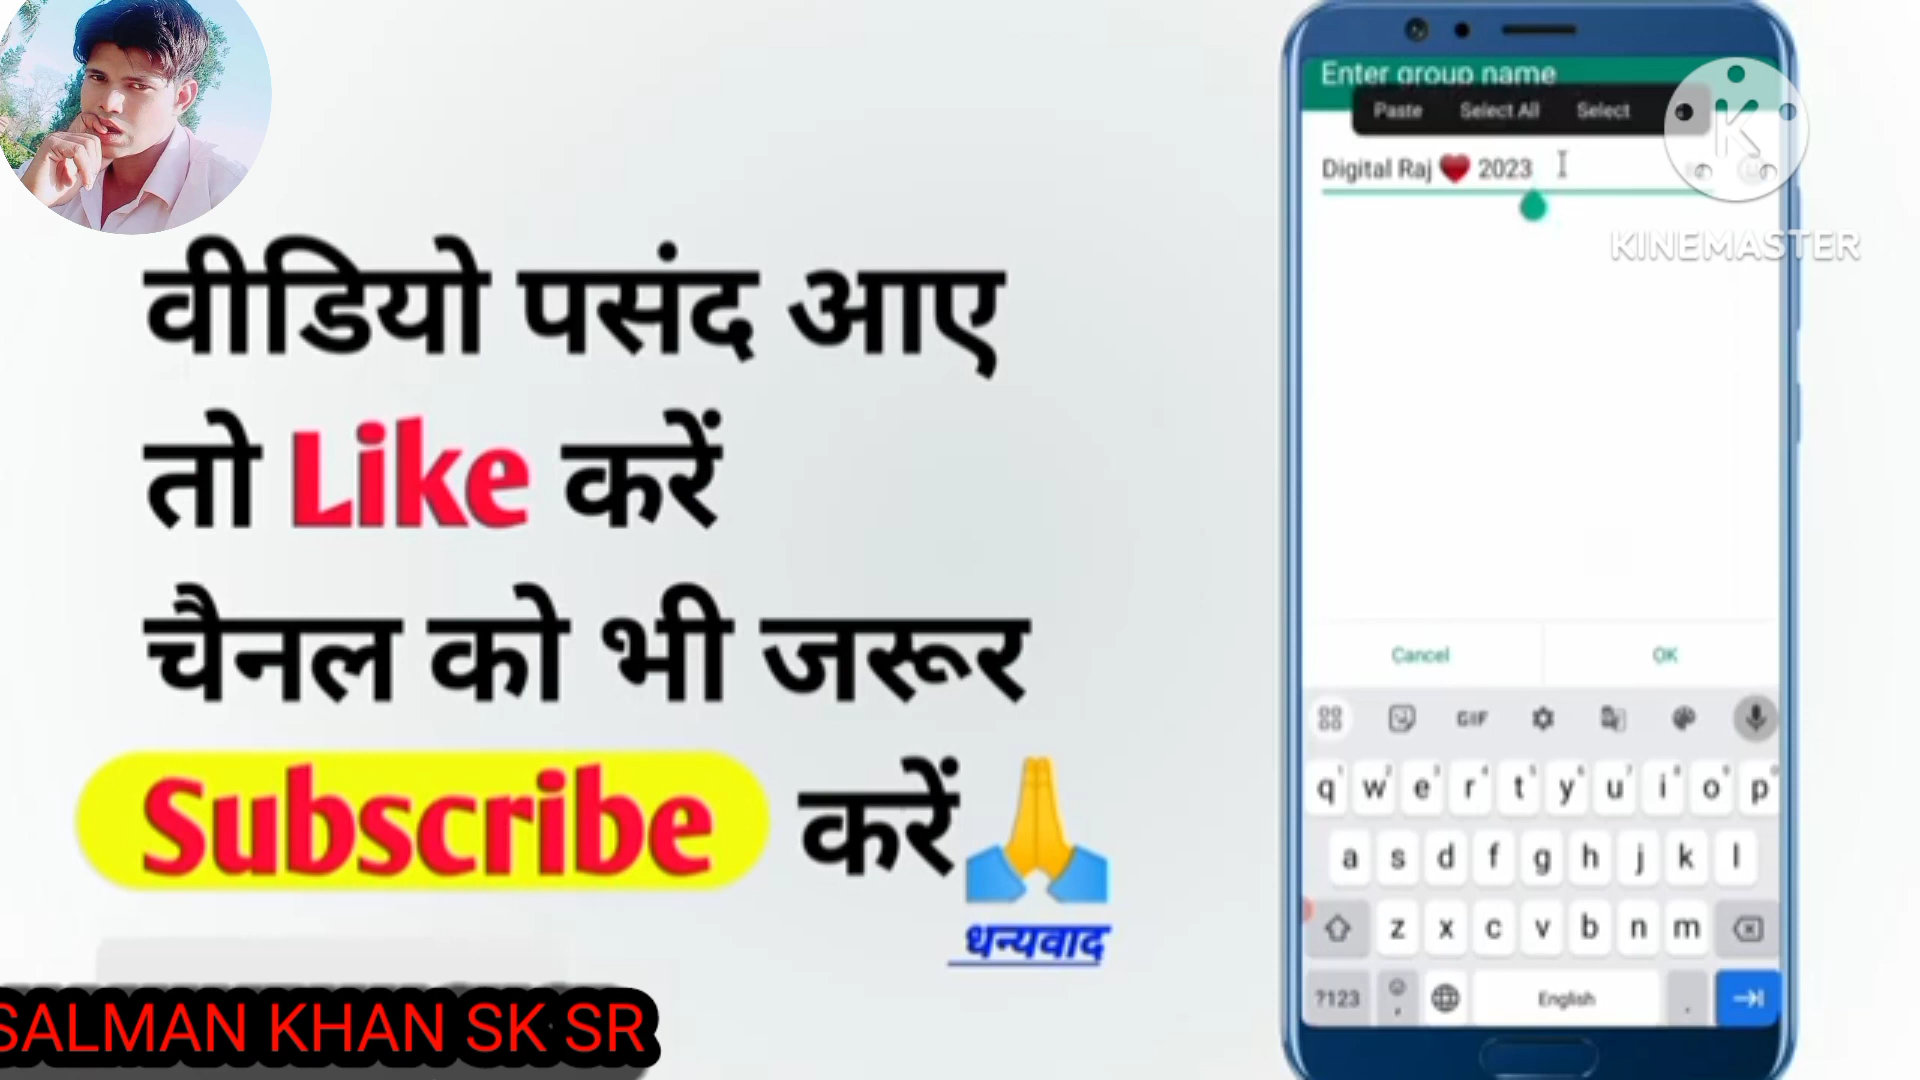 Enter group name
Paste Select All Select
Digital Raj ❤️ 2023
KINEMASTER
वीडियो पसंद आए
तो Like करें
चैनल को भी जरूर
Subscribe करें🙏
धन्यवाद
SALMAN KHAN SK SR
Cancel OK
GIF
q w e r t y u i o p
a s d f g h j k l
z x c v b n m
?123 , English .